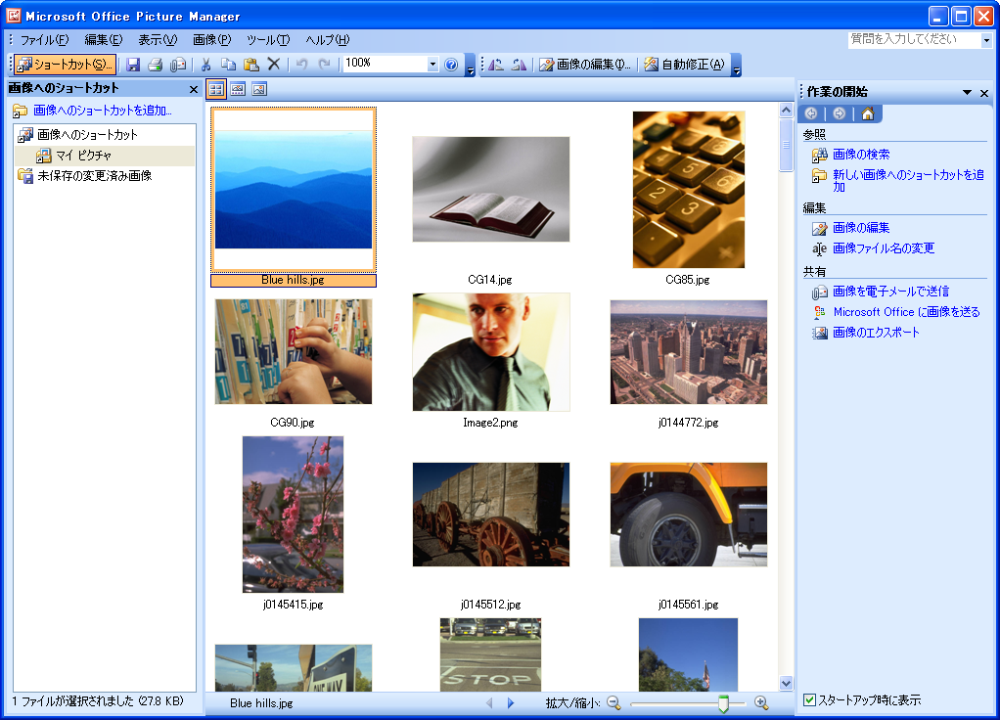 Microsoft Office Picture Manager
ファイル(F) 編集(E) 表示(V) 画像(P) ツール(T) ヘルプ(H)
質問を入力してください
ショートカット(S)... 100% 画像の編集(I)... 自動修正(A)
画像へのショートカット
画像へのショートカットを追加...
画像へのショートカット
マイ ピクチャ
未保存の変更済み画像
Blue hills.jpg
CG14.jpg
CG85.jpg
CG90.jpg
Image2.png
j0144772.jpg
j0145415.jpg
j0145512.jpg
j0145561.jpg
5
6
2
3
STOP
作業の開始
参照
画像の検索
新しい画像へのショートカットを追
加
編集
画像の編集
画像ファイル名の変更
共有
画像を電子メールで送信
Microsoft Office に画像を送る
画像のエクスポート
1 ファイルが選択されました (27.8 KB)
Blue hills.jpg
拡大/縮小:
スタートアップ時に表示